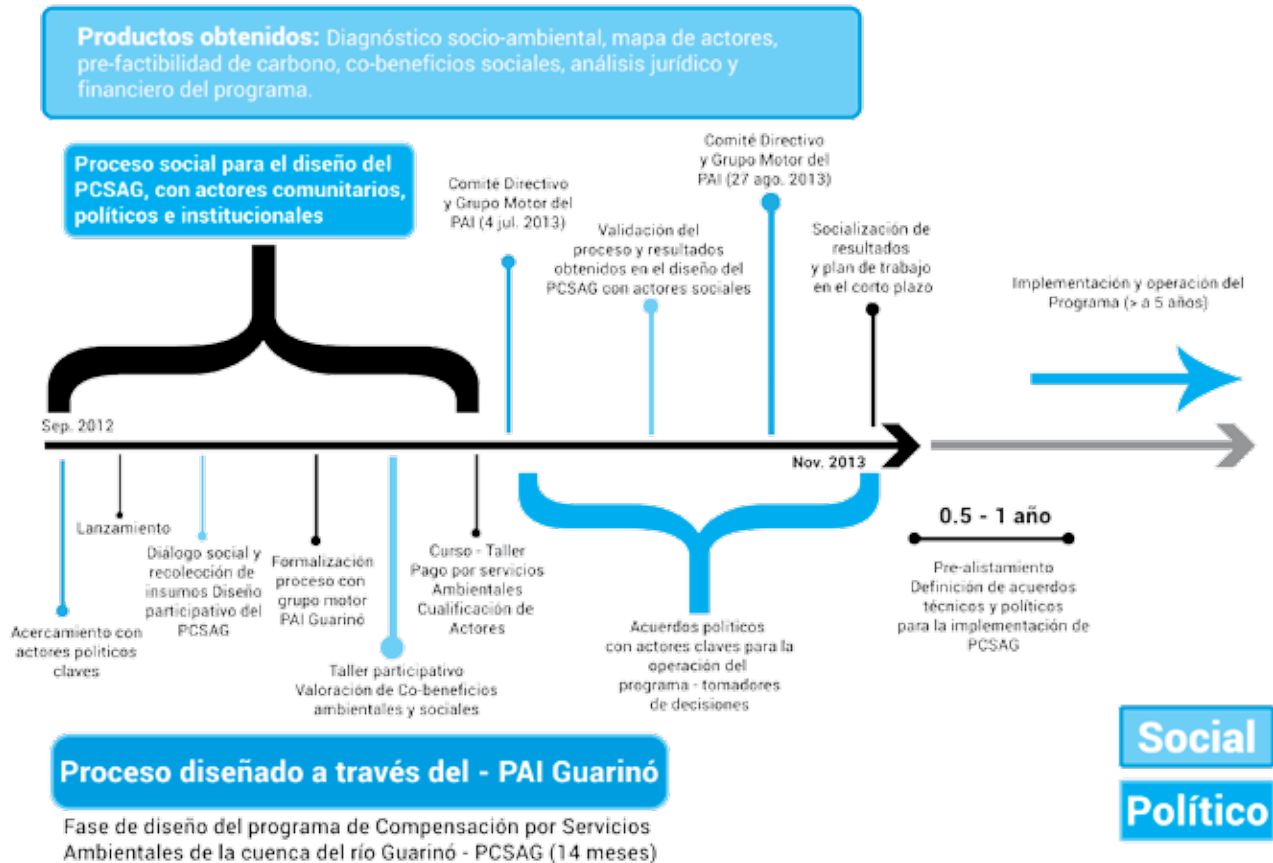 Productos obtenidos: Diagnóstico socio-ambiental, mapa de actores,
pre-factibilidad de carbono, co-beneficios sociales, análisis jurídico y
financiero del programa.
Proceso social para el diseño del
PCSAG, con actores comunitarios,
políticos e institucionales
Comité Directivo
y Grupo Motor del
PAI (4 jul. 2013)
Validación del
proceso y resultados
obtenidos en el diseño del
PCSAG con actores sociales
Comité Directivo
y Grupo Motor del
PAI (27 ago. 2013)
Socialización de
resultados
y plan de trabajo
en el corto plazo
Implementación y operación del
Programa (> a 5 años)
Sep. 2012
Nov. 2013
Acercamiento con
actores políticos
claves
Lanzamiento
Diálogo social y
recolección de
insumos Diseño
participativo del
PCSAG
Formalización
proceso con
grupo motor
PAI Guarinó
Taller participativo
Valoración de Co-beneficios
ambientales y sociales
Curso - Taller
Pago por servicios
Ambientales
Cualificación de
Actores
Acuerdos políticos
con actores claves para la
operación del
programa - tomadores
de decisiones
0.5 - 1 año
Pre-alistamiento
Definición de acuerdos
técnicos y políticos
para la implementación de
PCSAG
Proceso diseñado a través del - PAI Guarinó
Fase de diseño del programa de Compensación por Servicios
Ambientales de la cuenca del río Guarinó - PCSAG (14 meses)
Social
Político